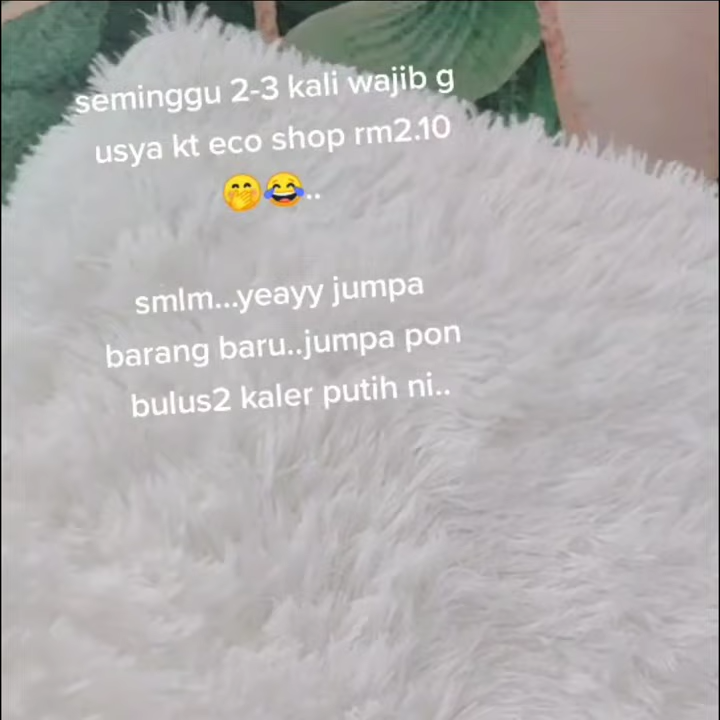 seminggu 2-3 kali wajib g
usya kt eco shop rm2.10
🤭😂..
smlm...yeayy jumpa
barang baru..jumpa pon
bulus2 kaler putih ni..